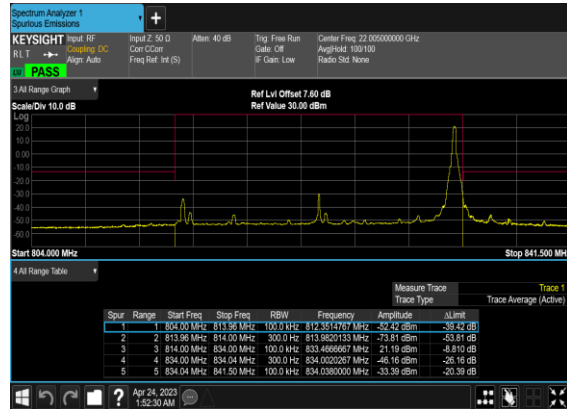 Spectrum Analyzer 1
Spurious Emissions
+
KEYSIGHT Input: RF Input Z: 50 Ω Atten: 40 dB Trig: Free Run Center Freq: 22.005000000 GHz
RLT Coupling: DC Corr CCorr Gate: Off Avg|Hold: 100/100
Align: Auto Freq Ref: Int (S) IF Gain: Low Radio Std: None
LW PASS
3 All Range Graph Ref Lvl Offset 7.60 dB
Scale/Div 10.0 dB Ref Value 30.00 dBm
Log
20.0
10.0
0.00
-10.0
-20.0
-30.0
-40.0
-50.0
-60.0
Start 804.000 MHz Stop 841.500 MH
4 All Range Table
Measure Trace Trace 1
Trace Type Trace Average (Active)
Spur Range Start Freq Stop Freq RBW Frequency Amplitude ΔLimit
1 1 804.00 MHz 813.96 MHz 100.0 kHz 812.3514767 MHz -52.42 dBm -39.42 dB
2 2 813.96 MHz 814.00 MHz 300.0 Hz 813.9820133 MHz -73.81 dBm -53.81 dB
3 3 814.00 MHz 834.00 MHz 100.0 kHz 833.4666667 MHz 21.19 dBm -8.810 dB
4 4 834.00 MHz 834.04 MHz 300.0 Hz 834.0020267 MHz -46.16 dBm -26.16 dB
5 5 834.04 MHz 841.50 MHz 100.0 kHz 834.0380000 MHz -33.39 dBm -20.39 dB
? Apr 24, 2023
1:52:30 AM